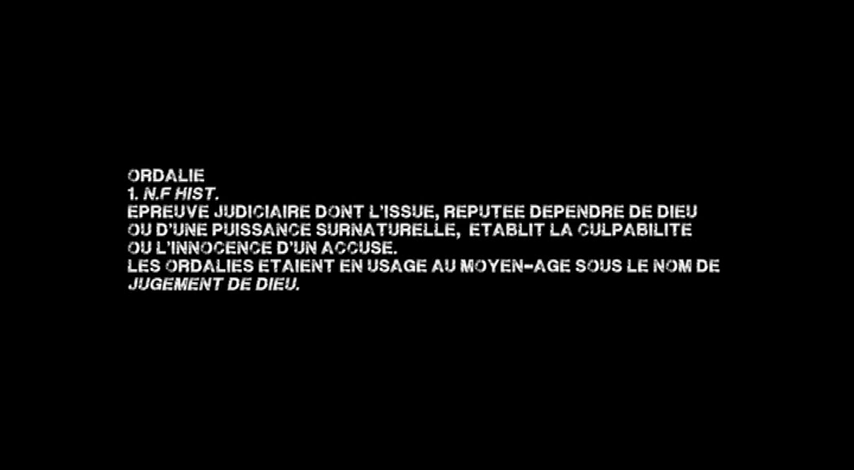 ORDALIE
1. N.F HIST.
EPREUVE JUDICIAIRE DONT L'ISSUE, REPUTEE DEPENDRE DE DIEU
OU D'UNE PUISSANCE SURNATURELLE, ETABLIT LA CULPABILITE
OU L'INNOCENCE D'UN ACCUSE.
LES ORDALIES ETAIENT EN USAGE AU MOYEN-AGE SOUS LE NOM DE
JUGEMENT DE DIEU.